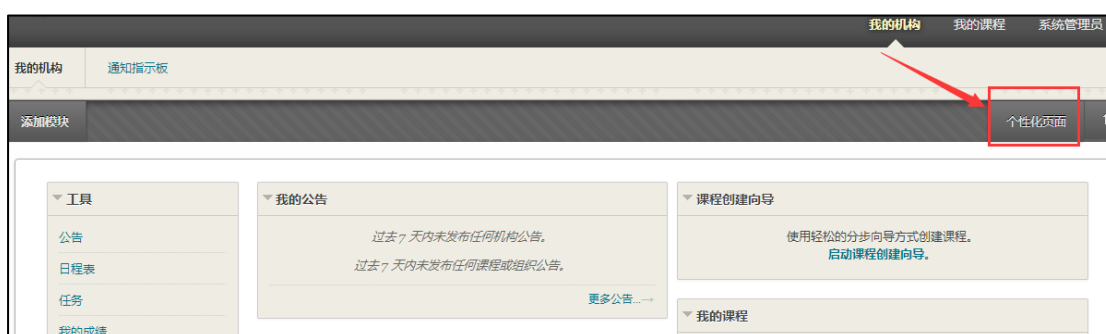 我的机构 我的课程 系统管理员
我的机构 通知指示板
添加模块 个性化页面
工具
公告
日程表
任务
我的成绩
我的公告
过去 7 天内未发布任何机构公告。
过去 7 天内未发布任何课程或组织公告。
更多公告...→
课程创建向导
使用轻松的分步向导方式创建课程。
启动课程创建向导。
我的课程